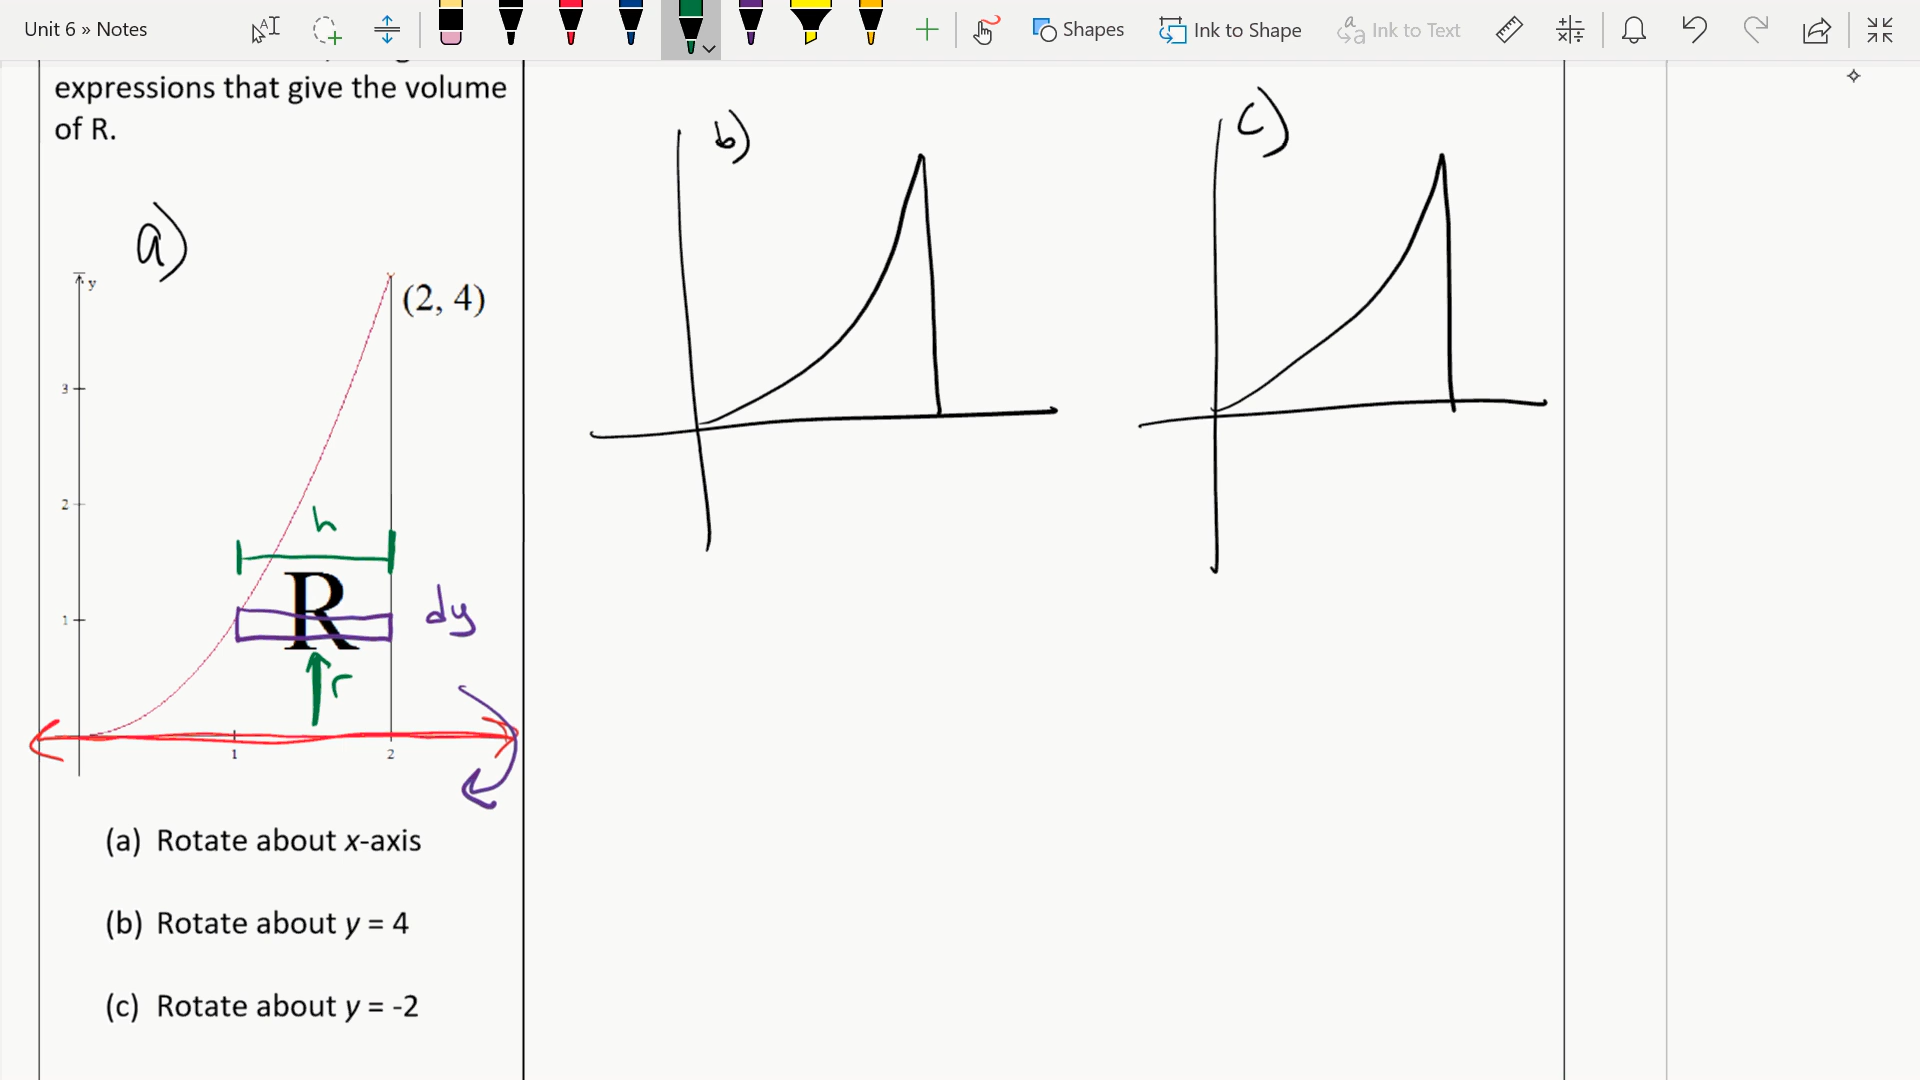 Unit 6 » Notes
Shapes
Ink to Shape
Ink to Text
expressions that give the volume
of R.
a)
b)
c)
y
(2, 4)
3
2
h
R
dy
1
r
1
2
(a) Rotate about x-axis
(b) Rotate about y = 4
(c) Rotate about y = -2